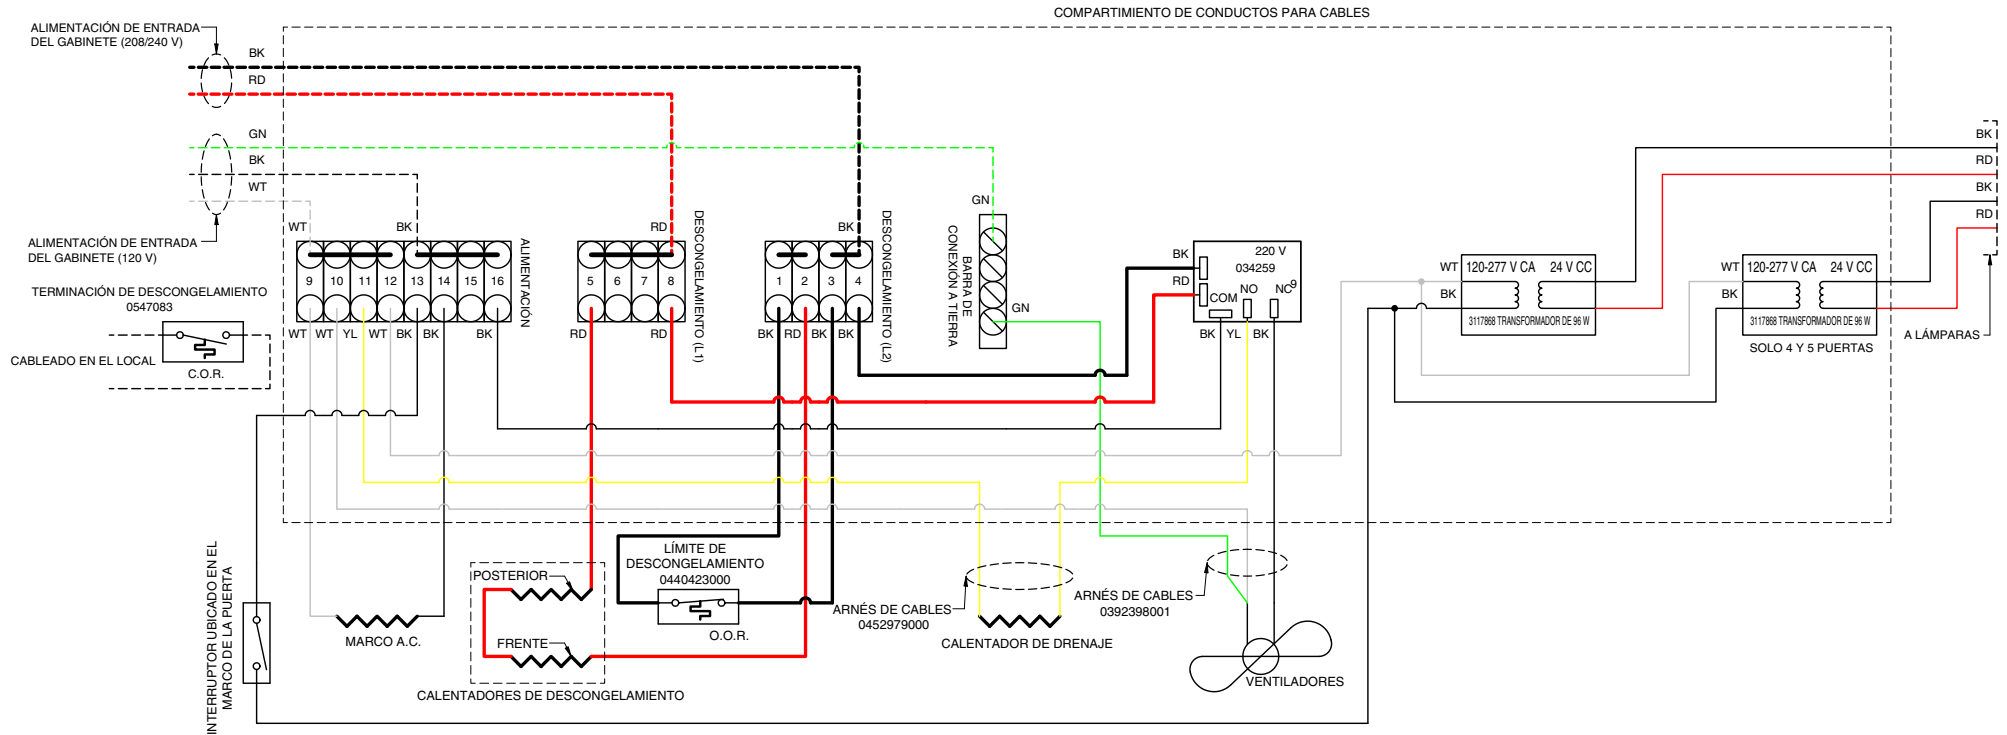 COMPARTIMIENTO DE CONDUCTOS PARA CABLES
ALIMENTACIÓN DE ENTRADA
DEL GABINETE (208/240 V)
BK
RD
GN
BK
WT
ALIMENTACIÓN DE ENTRADA
DEL GABINETE (120 V)
TERMINACIÓN DE DESCONGELAMIENTO
0547083
CABLEADO EN EL LOCAL
C.O.R.
WT
BK
9 10 11 12 13 14 15 16
ALIMENTACIÓN
WT WT YL WT BK BK BK
RD
5 6 7 8
DESCONGELAMIENTO (L1)
RD RD
BK
1 2 3 4
DESCONGELAMIENTO (L2)
BK RD BK BK
GN
BARRA DE
CONEXIÓN A TIERRA
GN
BK
RD
220 V
034259
COM
NO
NC
9
BK YL BK
WT
BK
120-277 V CA 24 V CC
3117868 TRANSFORMADOR DE 96 W
WT
BK
120-277 V CA 24 V CC
3117868 TRANSFORMADOR DE 96 W
SOLO 4 Y 5 PUERTAS
BK
RD
BK
RD
A LÁMPARAS
INTERRUPTOR UBICADO EN EL
MARCO DE LA PUERTA
MARCO A.C.
POSTERIOR
FRENTE
CALENTADORES DE DESCONGELAMIENTO
LÍMITE DE
DESCONGELAMIENTO
0440423000
O.O.R.
ARNÉS DE CABLES
0452979000
CALENTADOR DE DRENAJE
ARNÉS DE CABLES
0392398001
VENTILADORES